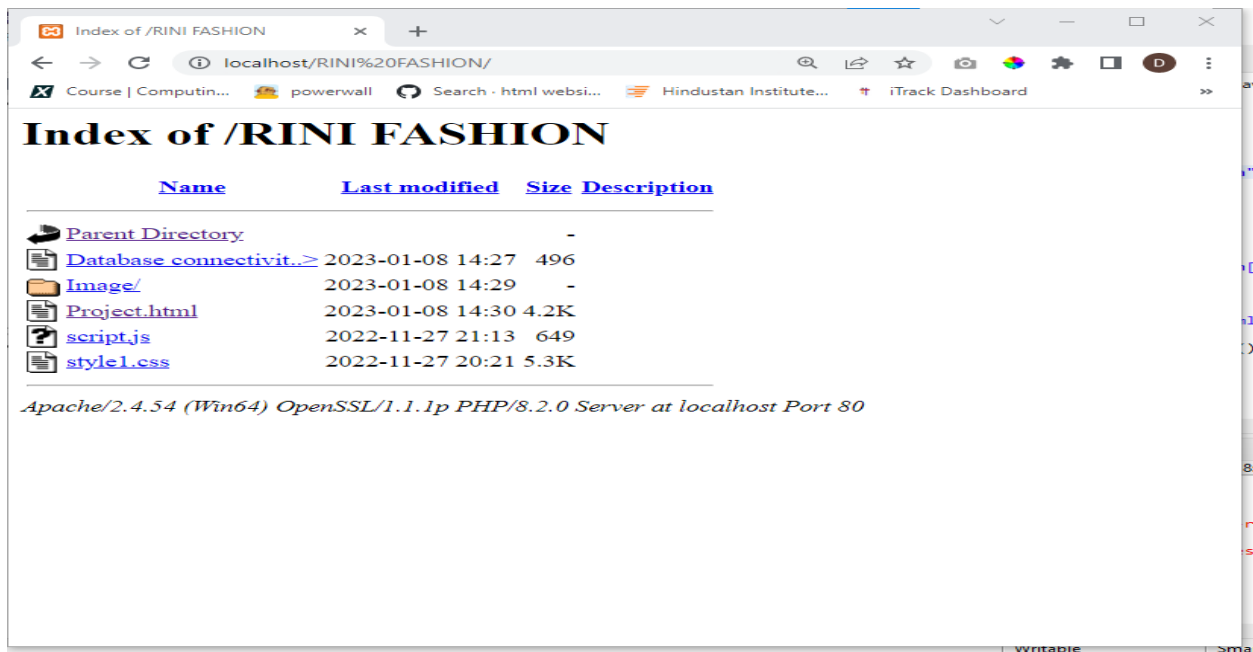 Index of /RINI FASHION
localhost/RINI%20FASHION/
D
Course | Computin... powerwall Search · html websi... Hindustan Institute... iTrack Dashboard »
Index of /RINI FASHION
Name Last modified Size Description
Parent Directory -
Database connectivit..> 2023-01-08 14:27 496
Image/ 2023-01-08 14:29 -
Project.html 2023-01-08 14:30 4.2K
script.js 2022-11-27 21:13 649
style1.css 2022-11-27 20:21 5.3K
Apache/2.4.54 (Win64) OpenSSL/1.1.1p PHP/8.2.0 Server at localhost Port 80
Writable